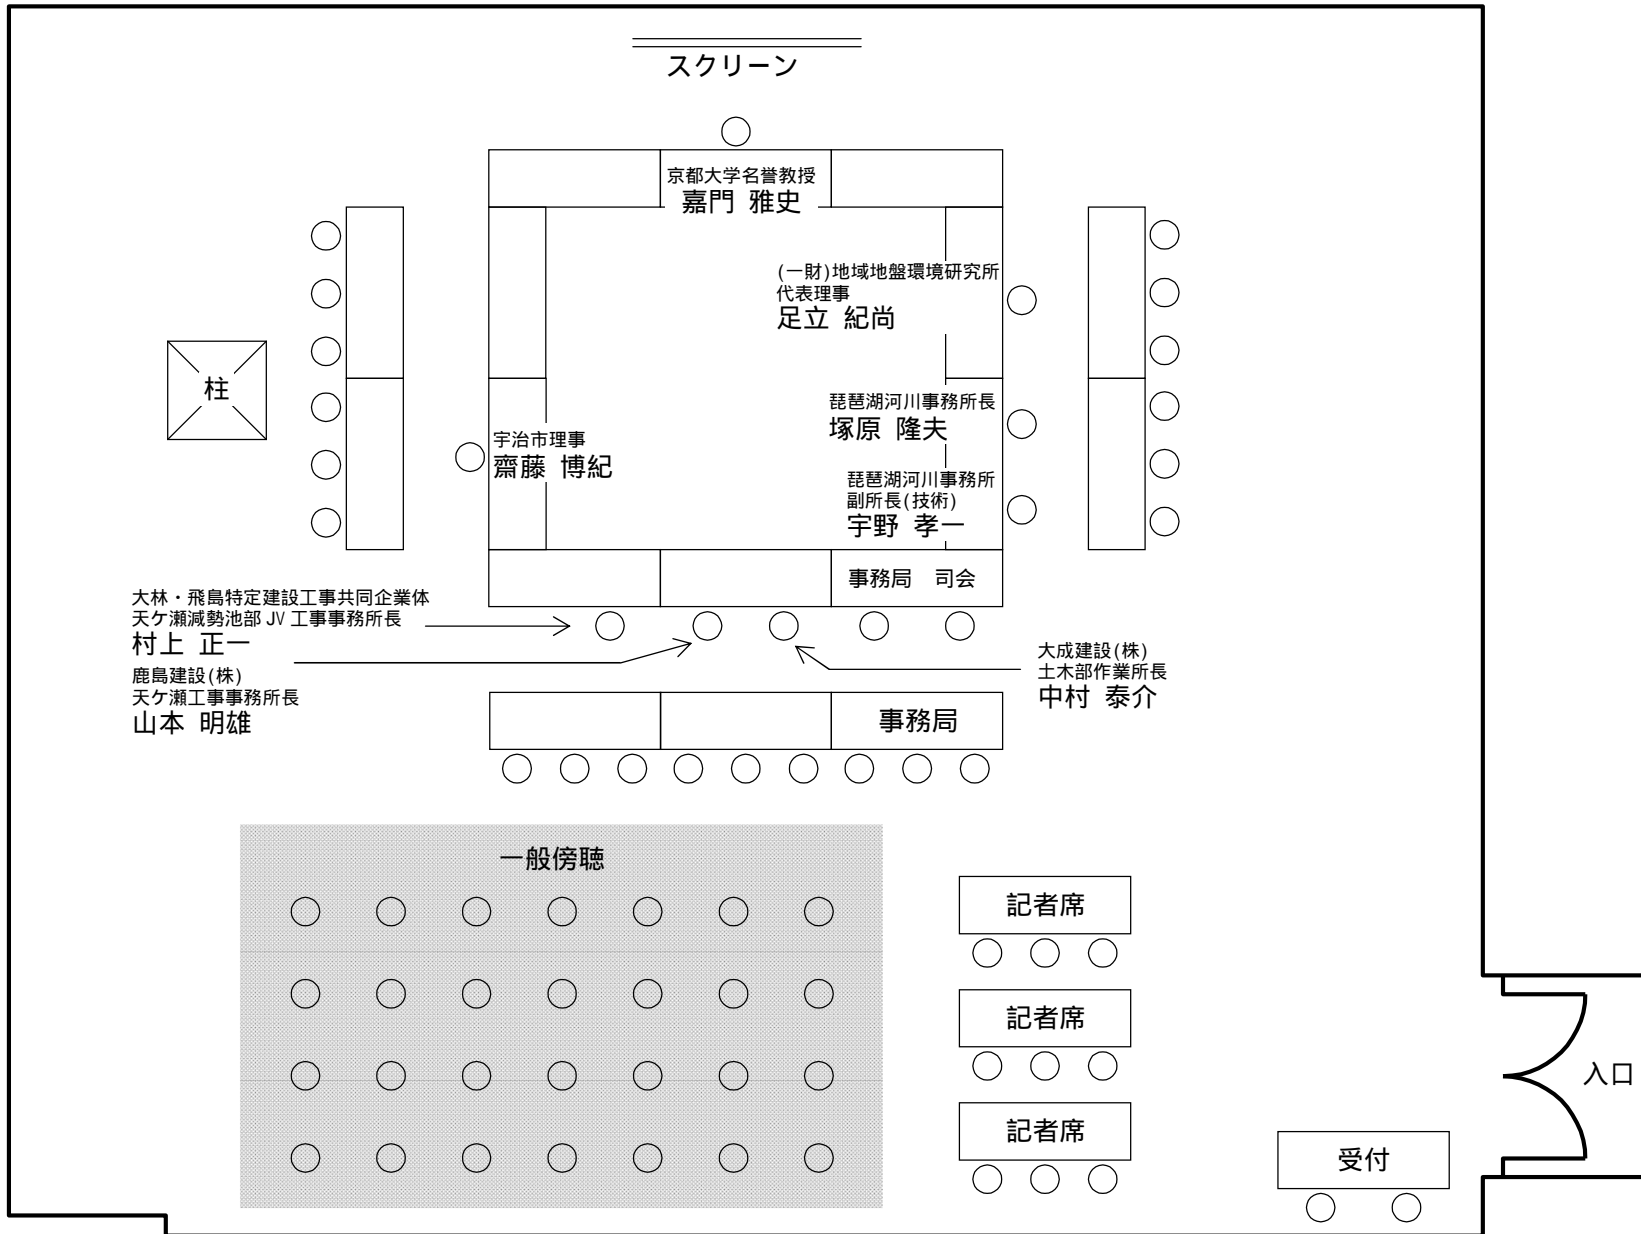 スクリーン
京都大学名誉教授
嘉門 雅史
(一財)地域地盤環境研究所
代表理事
足立 紀尚
柱
琵琶湖河川事務所長
塚原 隆夫
宇治市理事
齋藤 博紀
琵琶湖河川事務所
副所長(技術)
宇野 孝一
事務局 司会
大林・飛島特定建設工事共同企業体
天ケ瀬減勢池部 JV 工事事務所長
村上 正一
鹿島建設(株)
天ケ瀬工事事務所長
山本 明雄
大成建設(株)
土木部作業所長
中村 泰介
事務局
一般傍聴
記者席
記者席
記者席
入口
受付